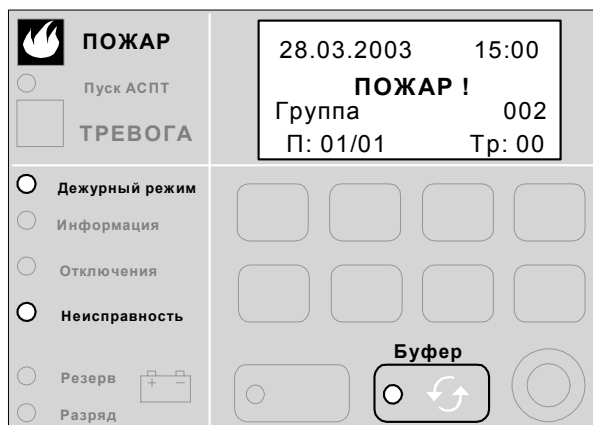 ПОЖАР
Пуск АСПТ
ТРЕВОГА
28.03.2003 15:00
ПОЖАР !
Группа 002
П: 01/01 Тр: 00
Дежурный режим
Информация
Отключения
Неисправность
Резерв
Разряд
Буфер